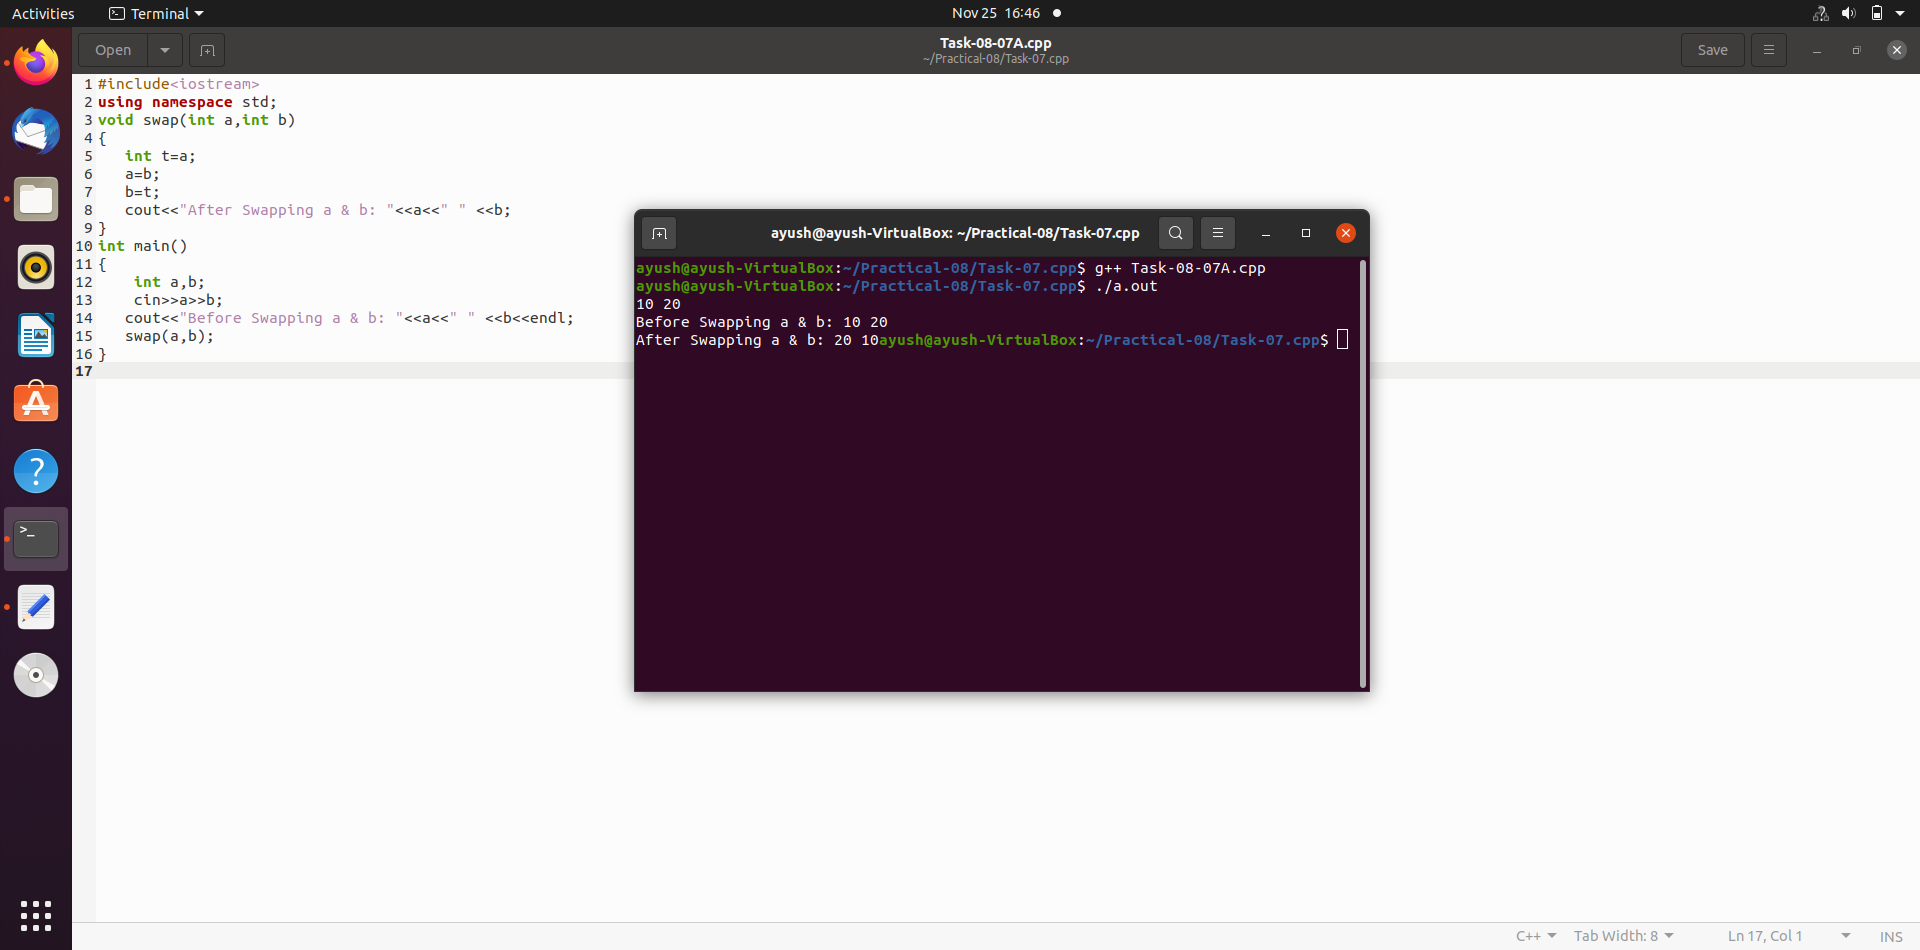 Activities Terminal Nov 25 16:46
Open Task-08-07A.cpp Save
~/Practical-08/Task-07.cpp
1 #include<iostream>
2 using namespace std;
3 void swap(int a,int b)
4 {
5 int t=a;
6 a=b;
7 b=t;
8 cout<<"After Swapping a & b: "<<a<<" " <<b;
9 }
10 int main()
11 {
12 int a,b;
13 cin>>a>>b;
14 cout<<"Before Swapping a & b: "<<a<<" " <<b<<endl;
15 swap(a,b);
16 }
17
ayush@ayush-VirtualBox: ~/Practical-08/Task-07.cpp
ayush@ayush-VirtualBox:~/Practical-08/Task-07.cpp$ g++ Task-08-07A.cpp
ayush@ayush-VirtualBox:~/Practical-08/Task-07.cpp$ ./a.out
10 20
Before Swapping a & b: 10 20
After Swapping a & b: 20 10ayush@ayush-VirtualBox:~/Practical-08/Task-07.cpp$
C++ Tab Width: 8 Ln 17, Col 1 INS